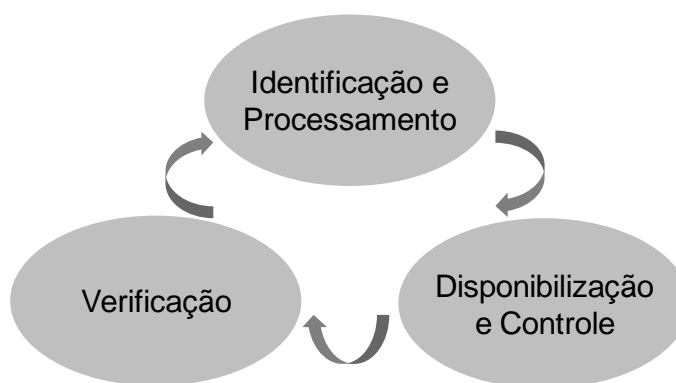 Identificação e
Processamento
Disponibilização
e Controle
Verificação